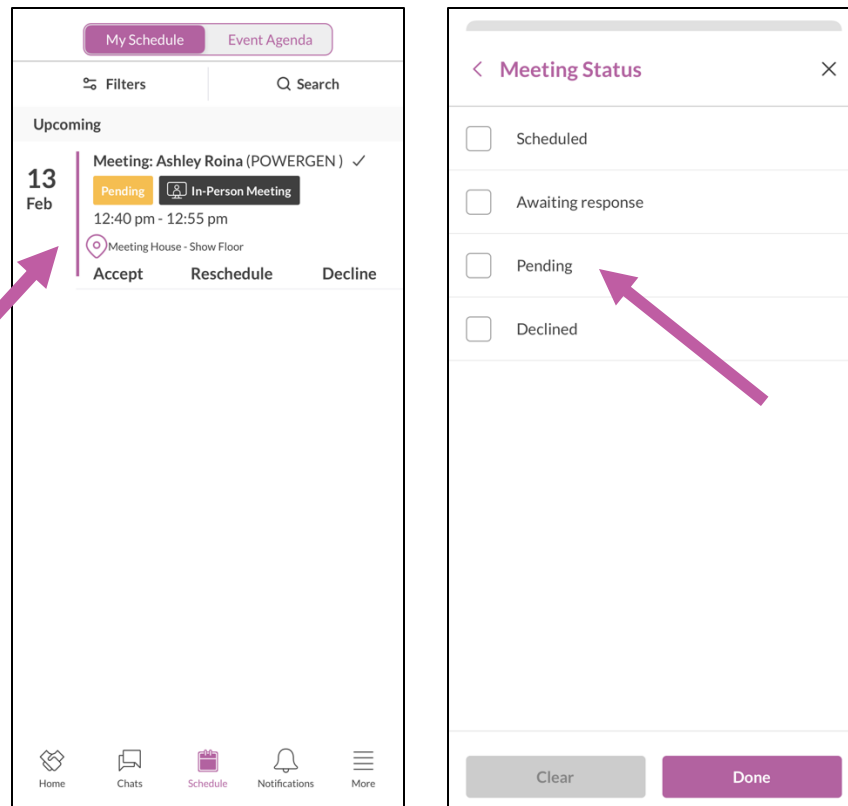 My Schedule Event Agenda
Filters Search
Upcoming
13
Feb
Meeting: Ashley Roina (POWERGEN )
Pending In-Person Meeting
12:40 pm - 12:55 pm
Meeting House - Show Floor
Accept Reschedule Decline
Home Chats Schedule Notifications More
Meeting Status
Scheduled
Awaiting response
Pending
Declined
Clear Done